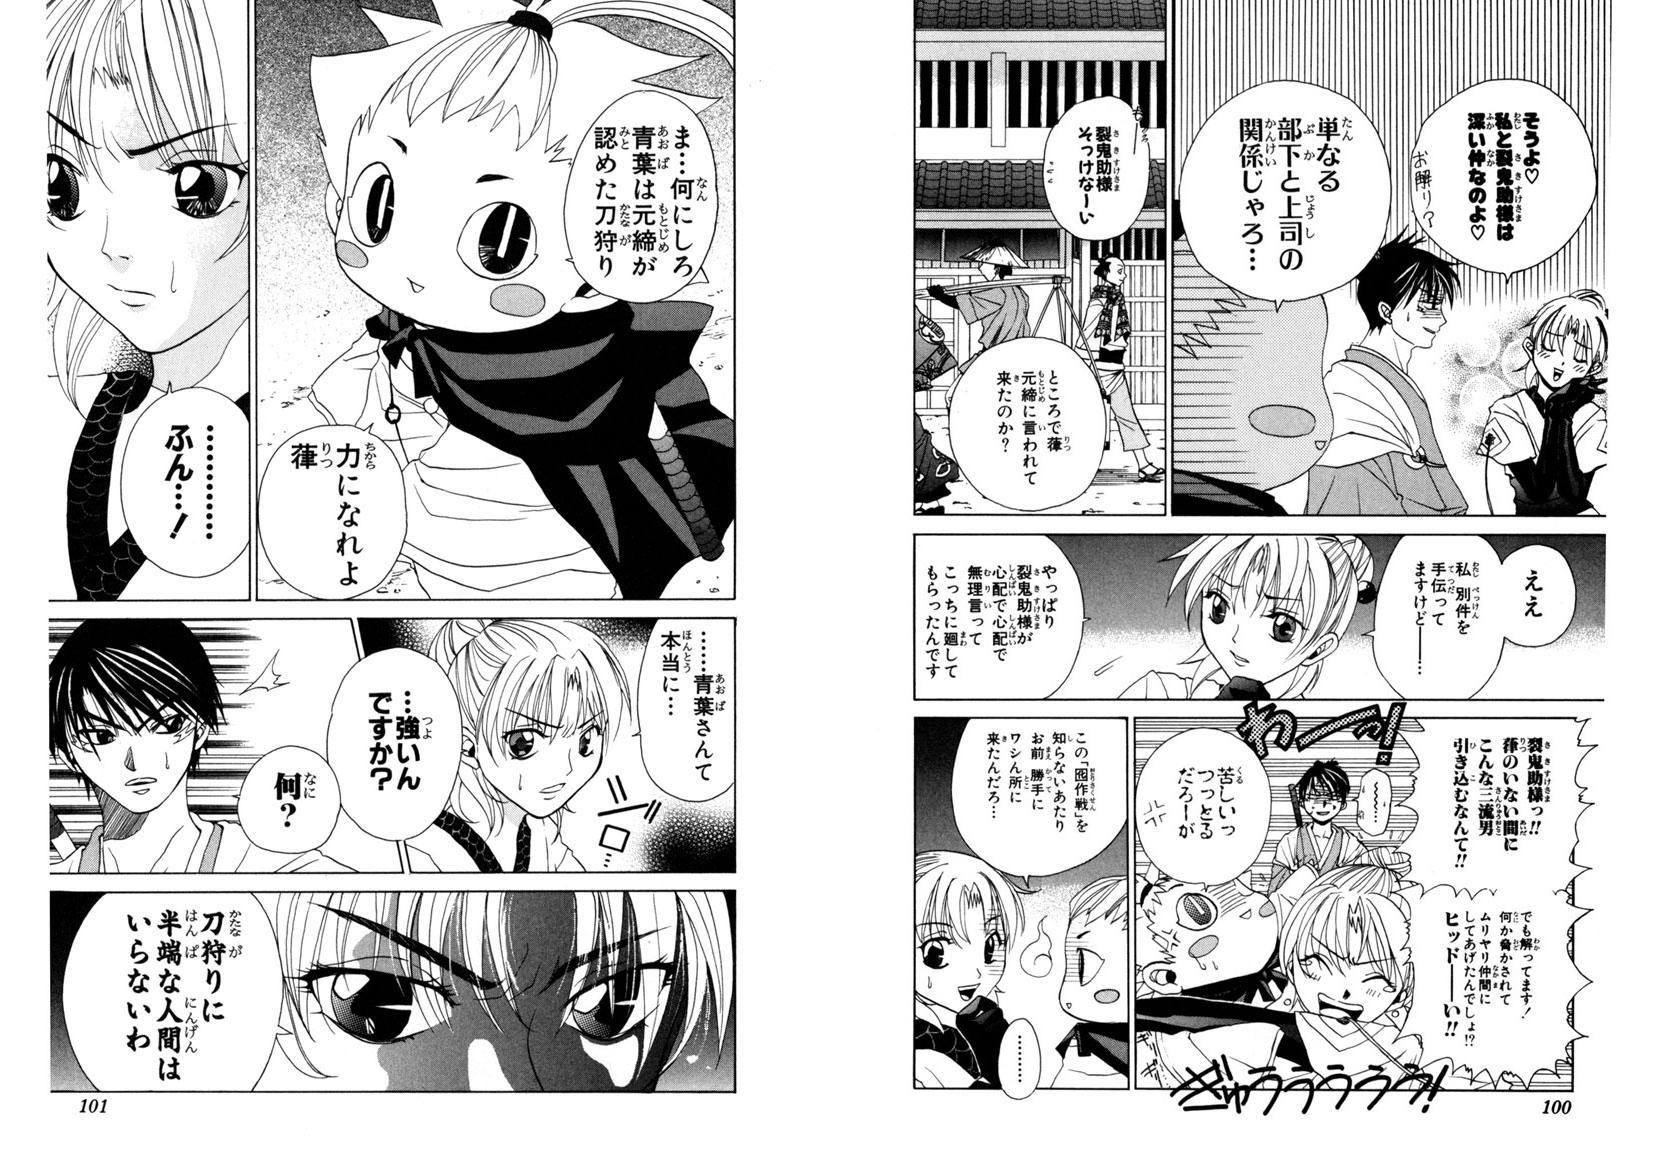 そうよ♡
私と裂鬼助様は
深い仲なのよ♡
お解り？
単なる
部下と上司の
関係じゃろ…
裂鬼助様
そっけなーい
ところで葎
元締に言われて
来たのか？
ええ
私 別件を
手伝って
ますけど――…
やっぱり
裂鬼助様が
心配で心配で
無理言って
こっちに廻して
もらったんです
裂鬼助様っ!!
葎のいない間に
こんな三流男
引き込むなんて!!
でも解ってます！
何か脅かされて
ムリヤリ仲間に
してあげたんでしょ!?
ヒッド――い!!
わーッ!
苦しいっ
つっとる
だろーが
ぎゅううううう!
この「囮作戦」を
知らないあたり
お前 勝手に
ワシん所に
来たんだろ…
………
100
ま…何にしろ
青葉は元締が
認めた刀狩り
力になれよ
葎
…………
ふん…！
……青葉さんて
本当に…
…強いん
ですか？
ムロ…
何？
刀狩りに
半端な人間は
いらないわ
101